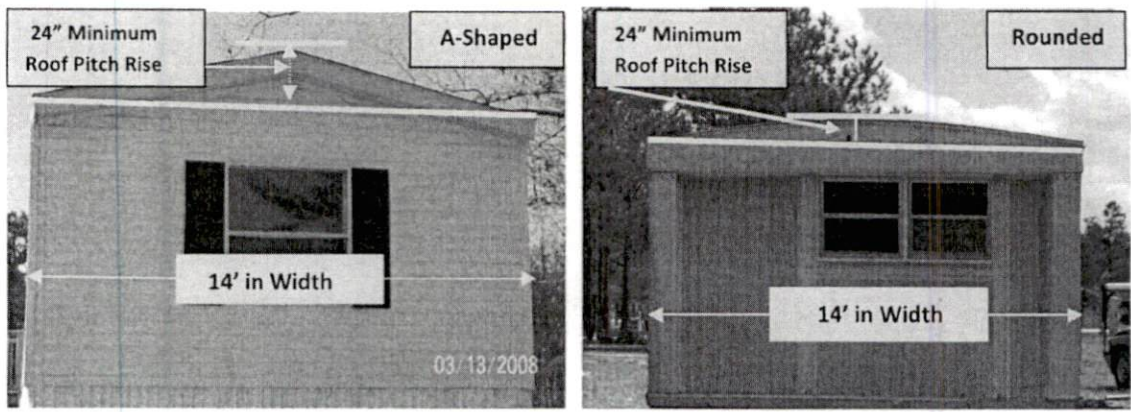 24” Minimum
Roof Pitch Rise
A-Shaped
14’ in Width
03/13/2008
24” Minimum
Roof Pitch Rise
Rounded
14’ in Width